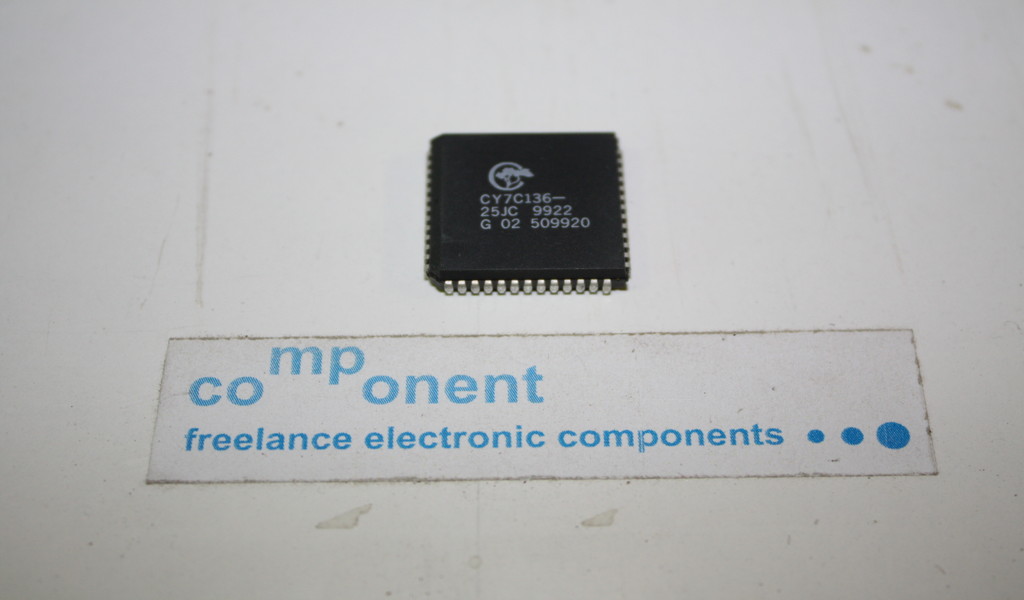 CY7C136-
25JC 9922
G 02 509920
component
freelance electronic components